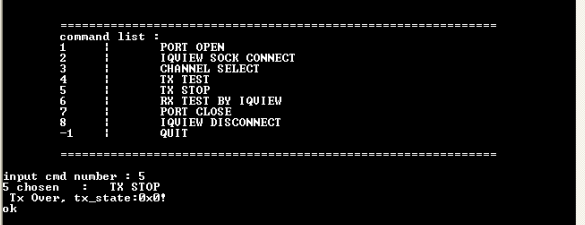 ================================================================
command list :
1 ¦ PORT OPEN
2 ¦ IQVIEW SOCK CONNECT
3 ¦ CHANNEL SELECT
4 ¦ TX TEST
5 ¦ TX STOP
6 ¦ RX TEST BY IQVIEW
7 ¦ PORT CLOSE
8 ¦ IQVIEW DISCONNECT
-1 ¦ QUIT
================================================================
input cmd number : 5
5 chosen : TX STOP
Tx Over, tx_state:0x0!
ok